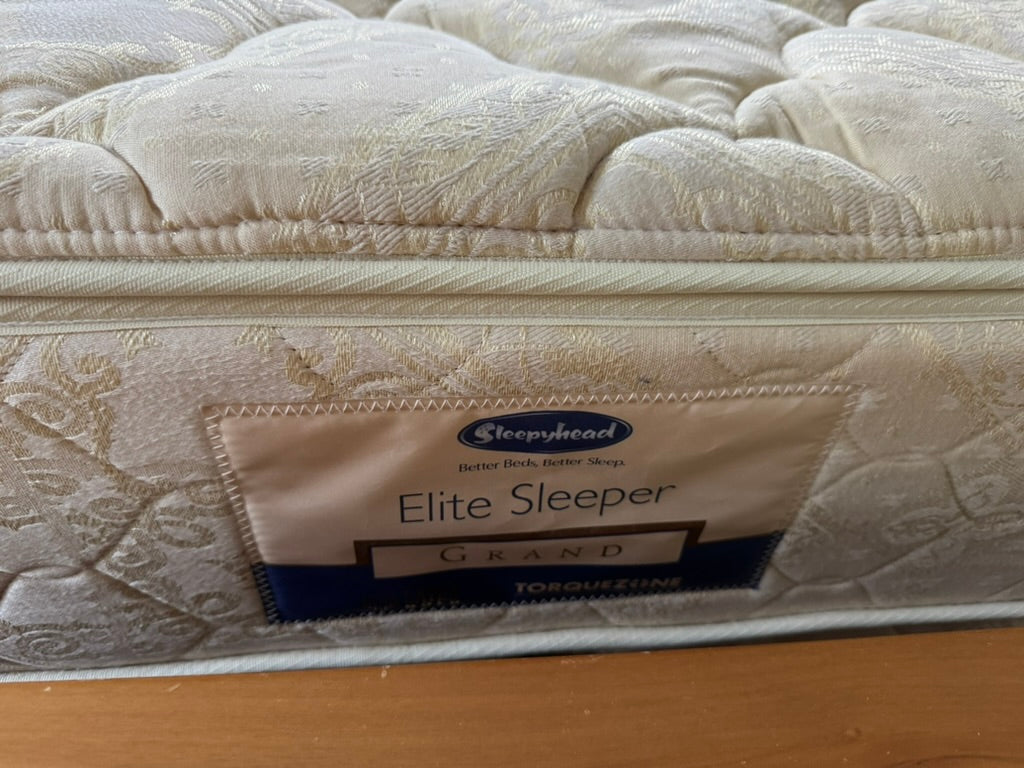 Sleepyhead
Better Beds, Better Sleep.
Elite Sleeper
GRAND
TORQUEZONE